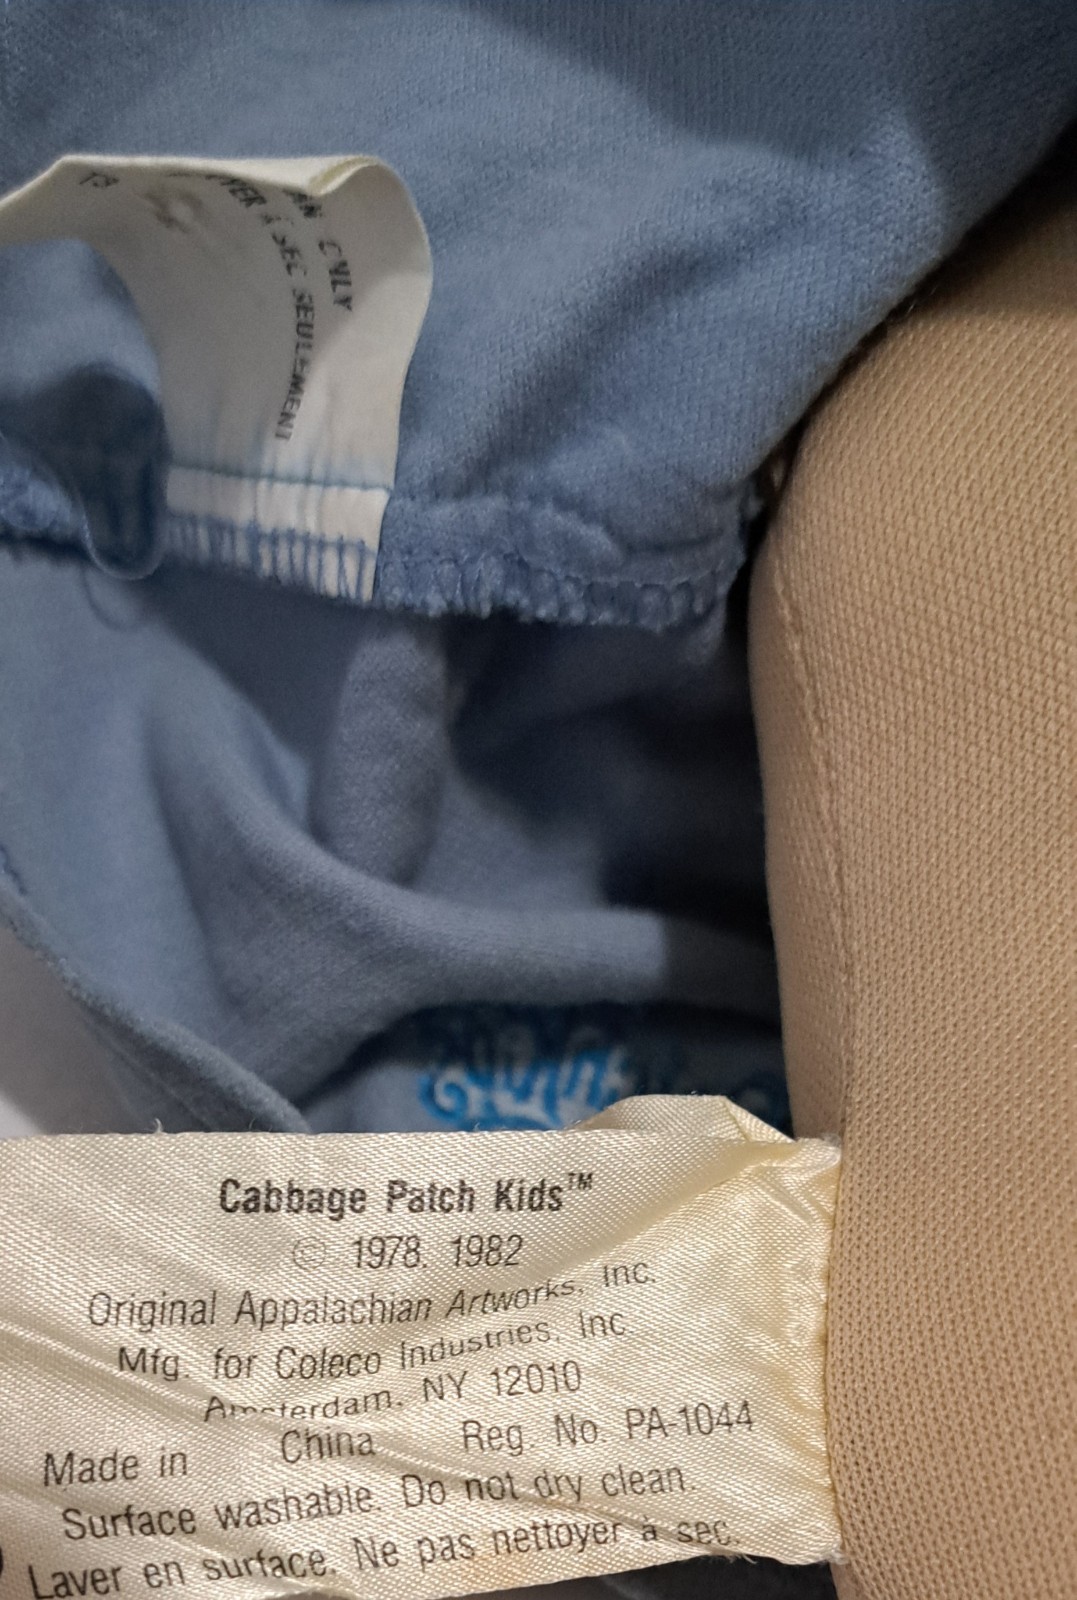 ONLY
À SEC SEULEMENT
Cabbage Patch Kids™
© 1978. 1982
Original Appalachian Artworks, Inc.
Mfg. for Coleco Industries, Inc.
Amsterdam, NY 12010
Made in China Reg. No. PA-1044
Surface washable. Do not dry clean.
Laver en surface. Ne pas nettoyer à sec.